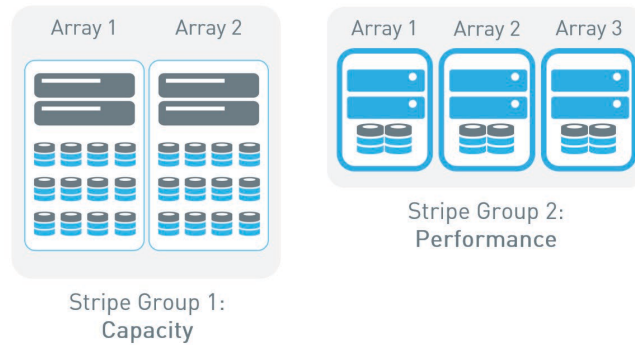 Array 1
Array 2
Array 1
Array 2
Array 3
Stripe Group 1:
Capacity
Stripe Group 2:
Performance